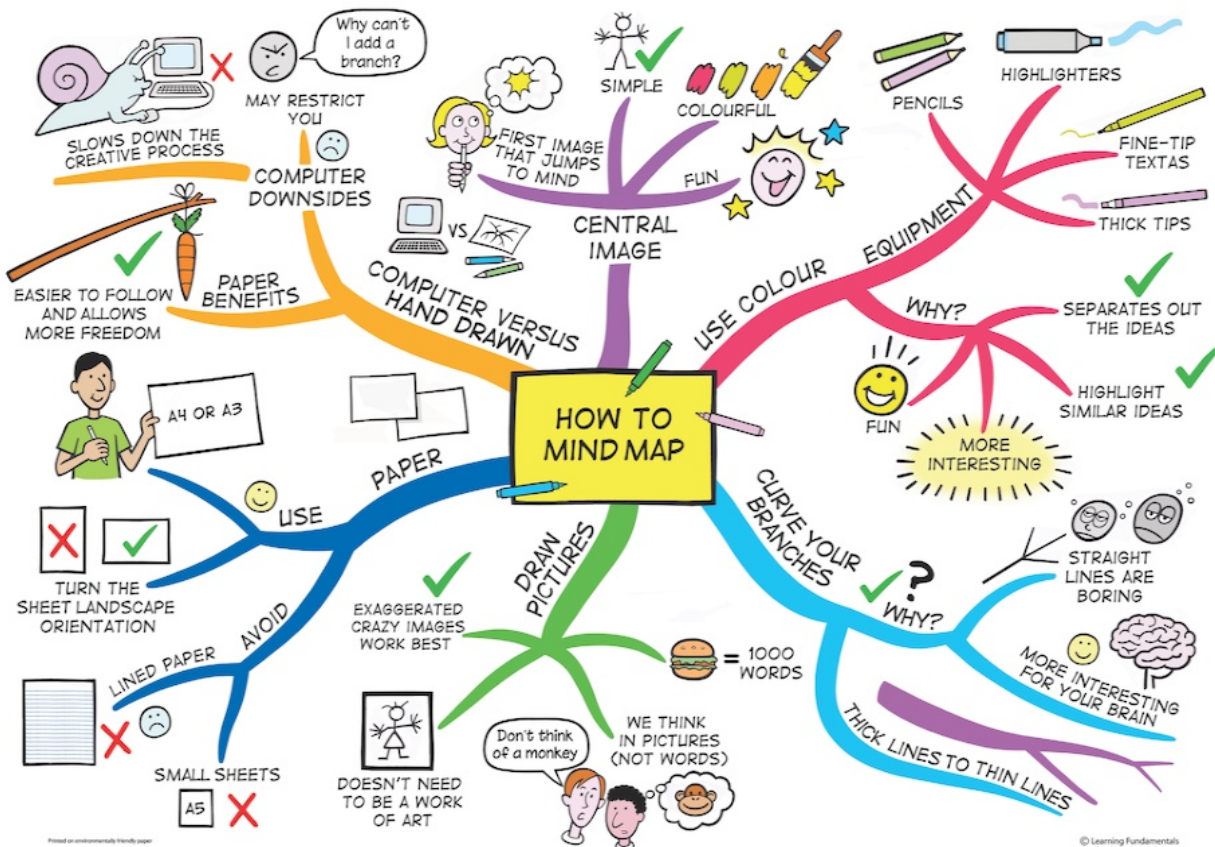 HOW TO
MIND MAP
CENTRAL
IMAGE
FIRST IMAGE
THAT JUMPS
TO MIND
SIMPLE
COLOURFUL
FUN
USE COLOUR
EQUIPMENT
PENCILS
HIGHLIGHTERS
FINE-TIP
TEXTAS
THICK TIPS
WHY?
SEPARATES OUT
THE IDEAS
HIGHLIGHT
SIMILAR IDEAS
MORE
INTERESTING
FUN
CURVE YOUR
BRANCHES
?
WHY?
STRAIGHT
LINES ARE
BORING
MORE INTERESTING
FOR YOUR BRAIN
THICK LINES TO THIN LINES
DRAW
PICTURES
= 1000
WORDS
WE THINK
IN PICTURES
(NOT WORDS)
Don't think
of a monkey
DOESN'T NEED
TO BE A WORK
OF ART
EXAGGERATED
CRAZY IMAGES
WORK BEST
PAPER
USE
A4 OR A3
TURN THE
SHEET LANDSCAPE
ORIENTATION
AVOID
LINED PAPER
SMALL SHEETS
A5
COMPUTER VERSUS
HAND DRAWN
VS
PAPER
BENEFITS
EASIER TO FOLLOW
AND ALLOWS
MORE FREEDOM
COMPUTER
DOWNSIDES
SLOWS DOWN THE
CREATIVE PROCESS
MAY RESTRICT
YOU
Why can't
I add a
branch?
Printed on environmentally friendly paper
© Learning Fundamentals